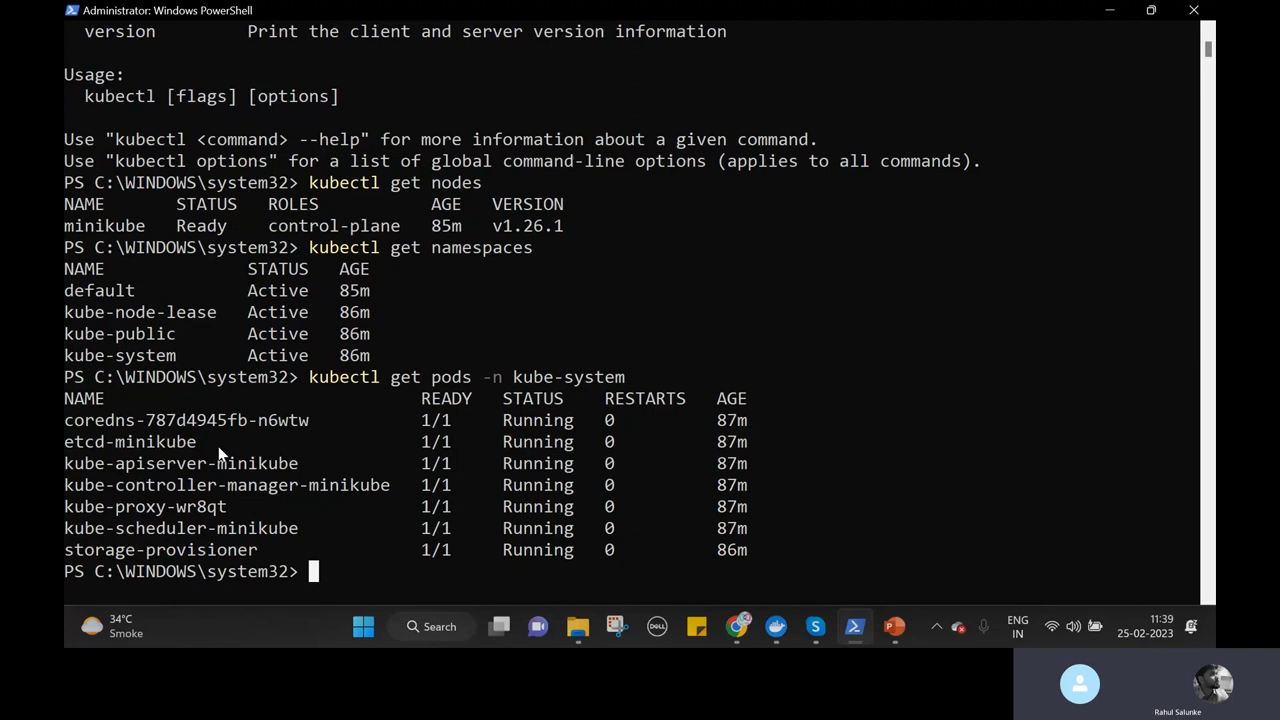 Administrator: Windows PowerShell
version Print the client and server version information
Usage:
kubectl [flags] [options]
Use "kubectl <command> --help" for more information about a given command.
Use "kubectl options" for a list of global command-line options (applies to all commands).
PS C:\WINDOWS\system32> kubectl get nodes
NAME STATUS ROLES AGE VERSION
minikube Ready control-plane 85m v1.26.1
PS C:\WINDOWS\system32> kubectl get namespaces
NAME STATUS AGE
default Active 85m
kube-node-lease Active 86m
kube-public Active 86m
kube-system Active 86m
PS C:\WINDOWS\system32> kubectl get pods -n kube-system
NAME READY STATUS RESTARTS AGE
coredns-787d4945fb-n6wtw 1/1 Running 0 87m
etcd-minikube 1/1 Running 0 87m
kube-apiserver-minikube 1/1 Running 0 87m
kube-controller-manager-minikube 1/1 Running 0 87m
kube-proxy-wr8qt 1/1 Running 0 87m
kube-scheduler-minikube 1/1 Running 0 87m
storage-provisioner 1/1 Running 0 86m
PS C:\WINDOWS\system32>
34°C
Smoke
Search
DELL
ENG
IN
11:39
25-02-2023
Rahul Salunke